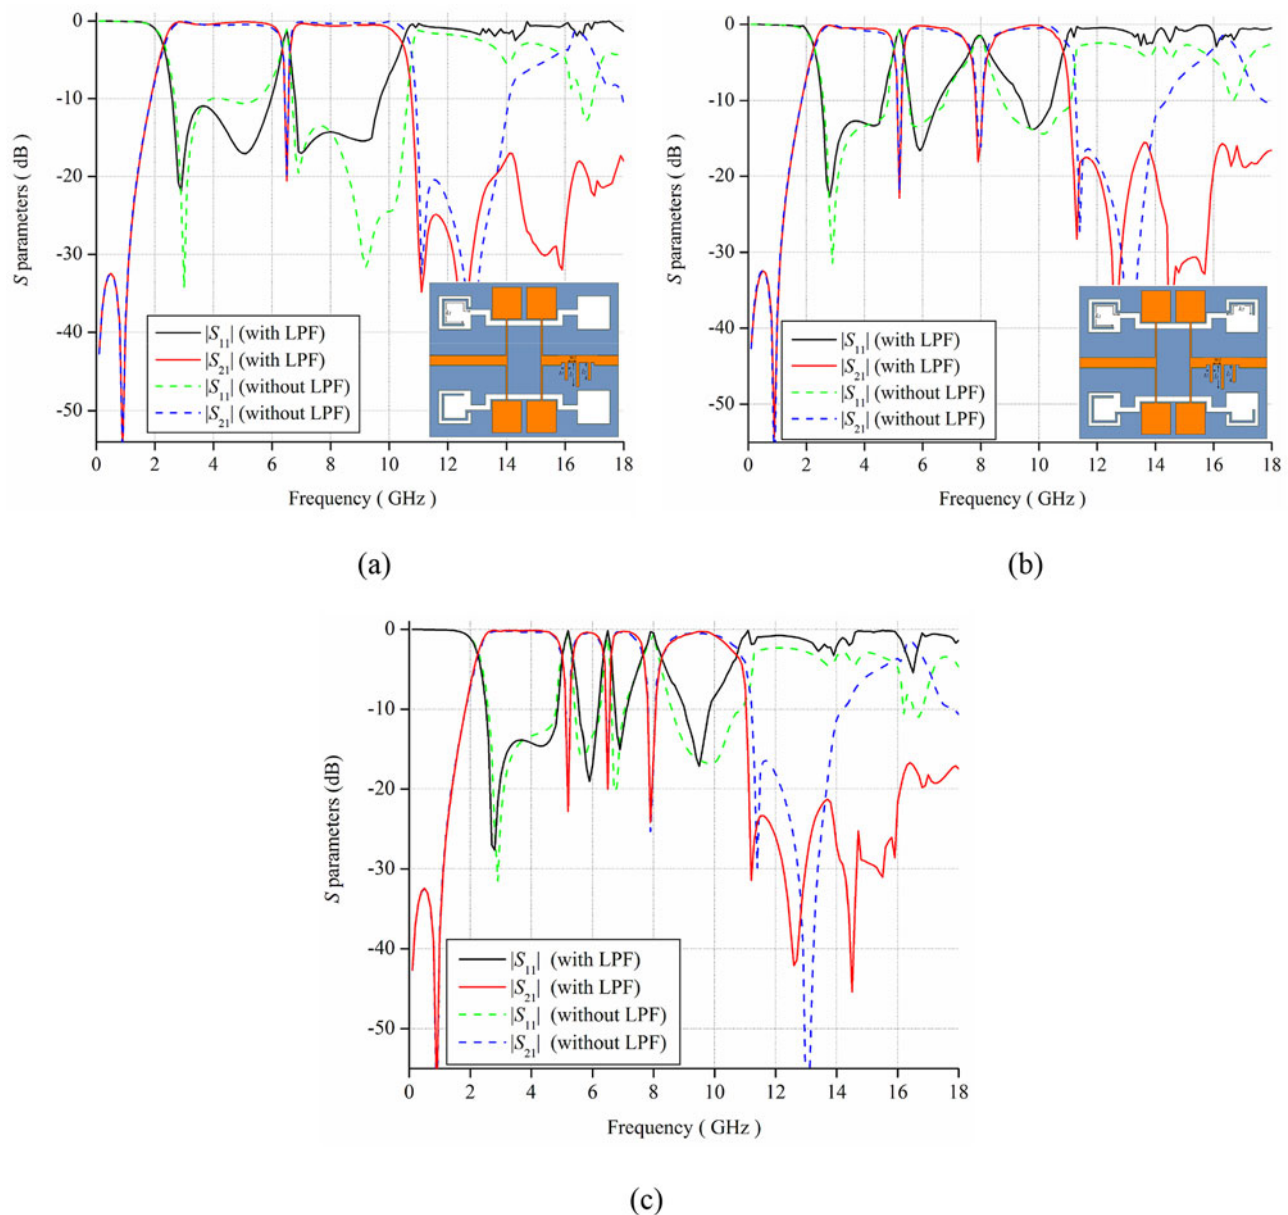 0
-10
-20
-30
-40
-50
S parameters ( dB )
|S11| (with LPF)
|S21| (with LPF)
|S11| (without LPF)
|S21| (without LPF)
0 2 4 6 8 10 12 14 16 18
Frequency ( GHz )
(a)
0
-10
-20
-30
-40
-50
S parameters ( dB )
|S11| (with LPF)
|S21| (with LPF)
|S11| (without LPF)
|S21| (without LPF)
0 2 4 6 8 10 12 14 16 18
Frequency ( GHz )
(b)
0
-10
-20
-30
-40
-50
S parameters (dB)
|S11| (with LPF)
|S21| (with LPF)
|S11| (without LPF)
|S21| (without LPF)
0 2 4 6 8 10 12 14 16 18
Frequency ( GHz )
(c)